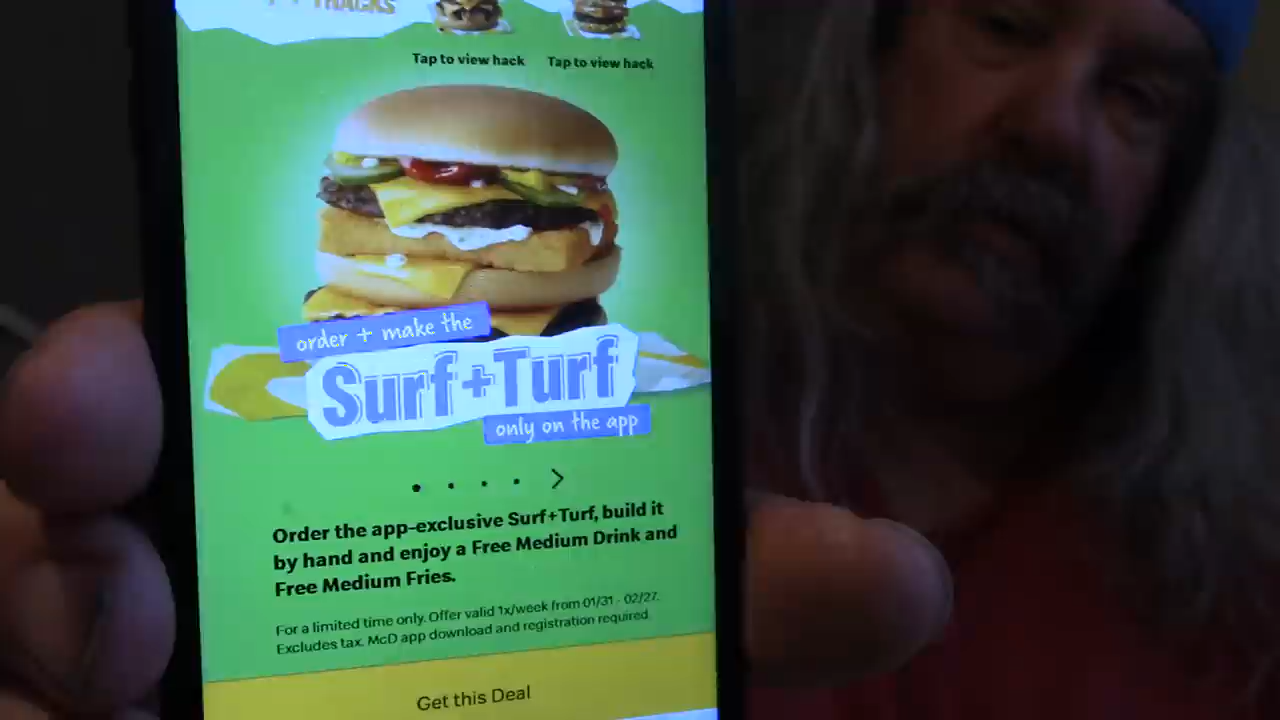 TRACKS
Tap to view hack Tap to view hack
order + make the
Surf+Turf
only on the app
Order the app-exclusive Surf+Turf, build it
by hand and enjoy a Free Medium Drink and
Free Medium Fries.
For a limited time only. Offer valid 1x/week from 01/31 - 02/27.
Excludes tax. McD app download and registration required.
Get this Deal